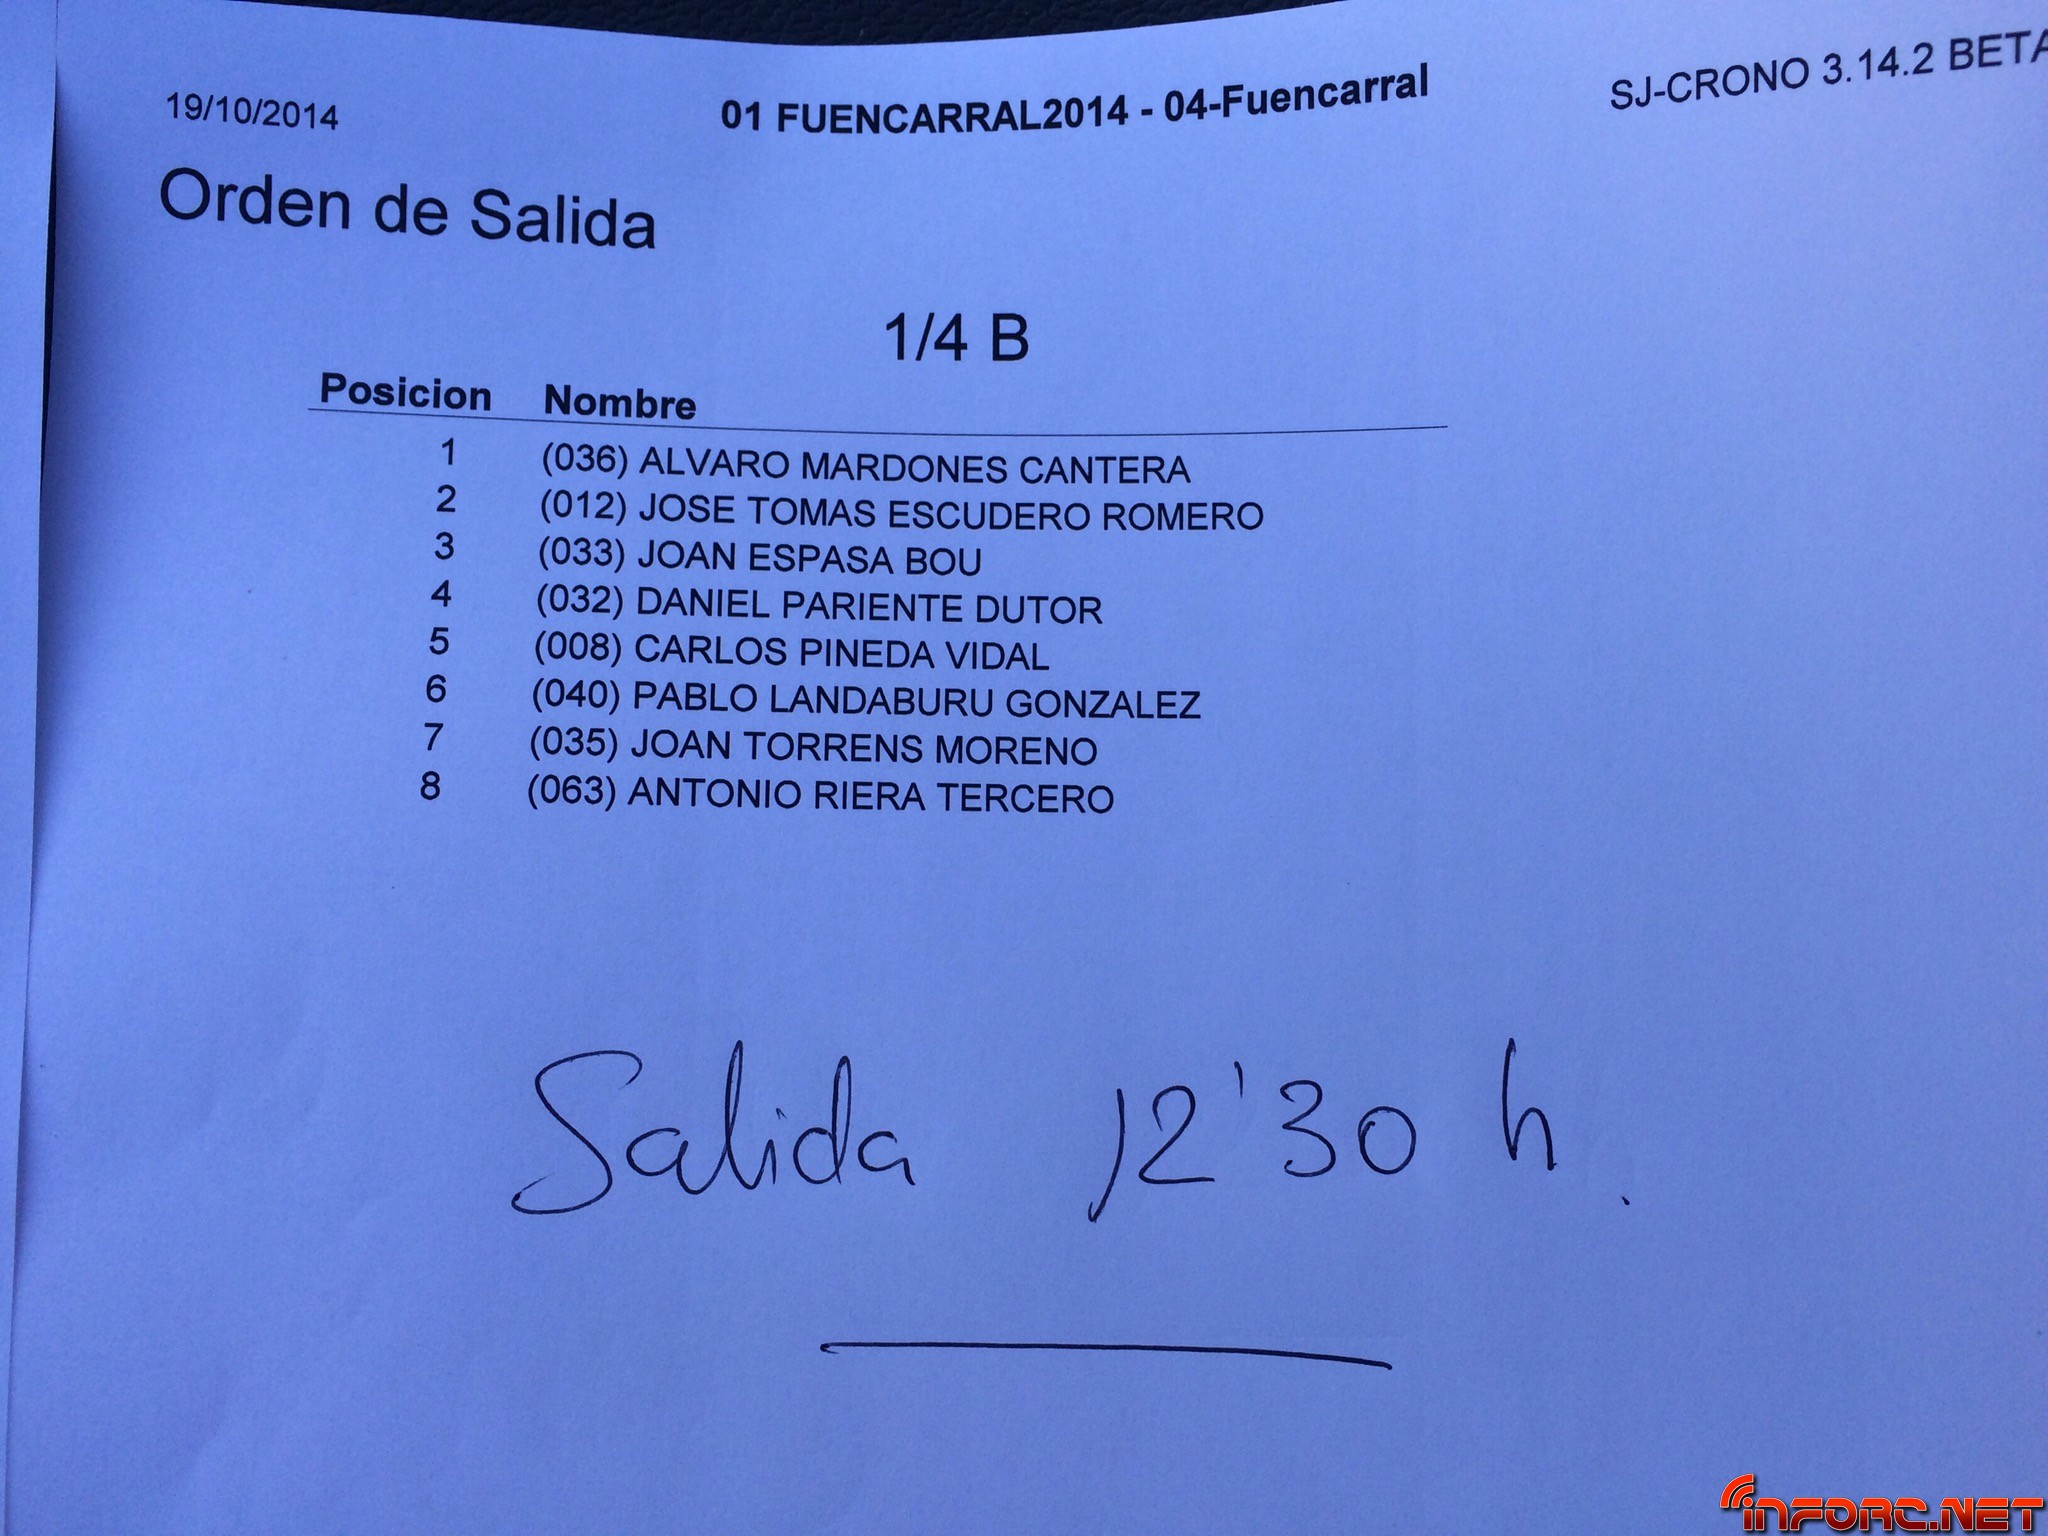 19/10/2014 01 FUENCARRAL2014 - 04-Fuencarral SJ-CRONO 3.14.2 BETA
Orden de Salida
1/4 B
Posicion Nombre
1 (036) ALVARO MARDONES CANTERA
2 (012) JOSE TOMAS ESCUDERO ROMERO
3 (033) JOAN ESPASA BOU
4 (032) DANIEL PARIENTE DUTOR
5 (008) CARLOS PINEDA VIDAL
6 (040) PABLO LANDABURU GONZALEZ
7 (035) JOAN TORRENS MORENO
8 (063) ANTONIO RIERA TERCERO
Salida 12'30 h.
INFORC.NET